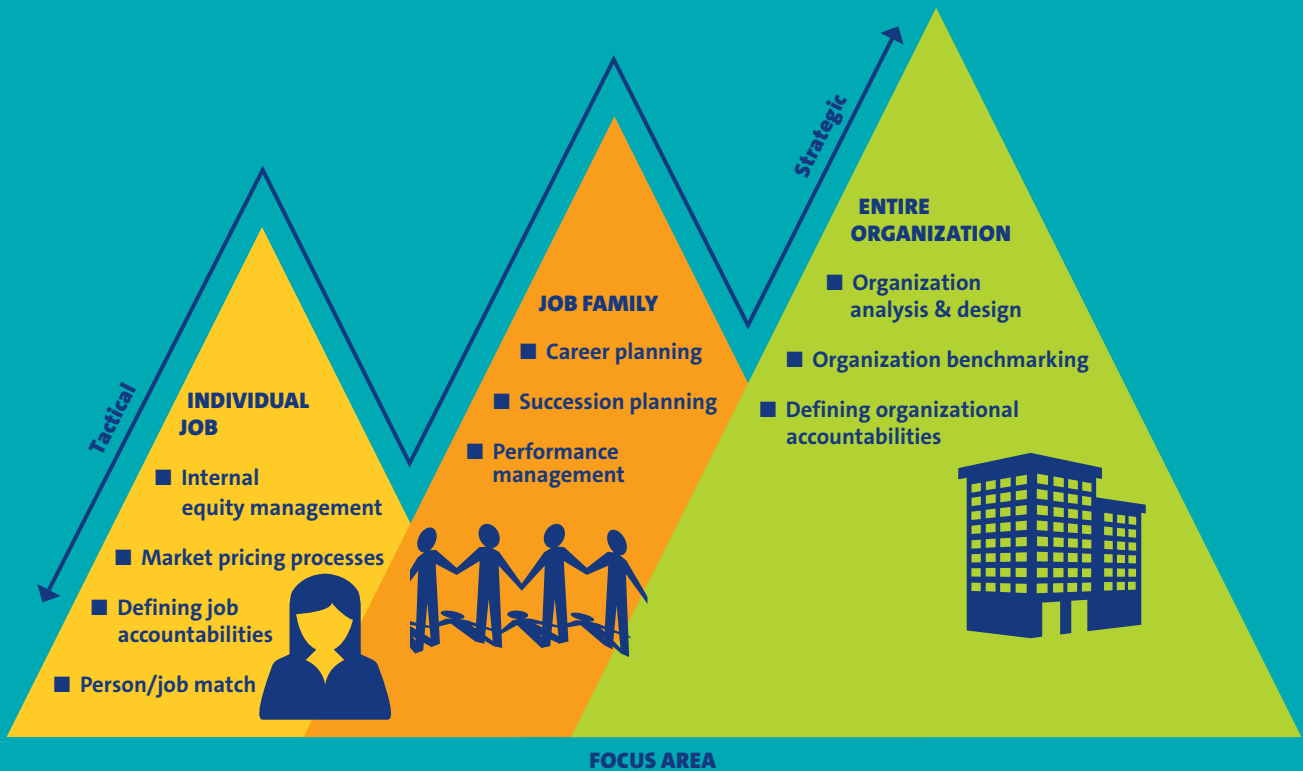 Tactical
INDIVIDUAL
JOB
■ Internal
equity management
■ Market pricing processes
■ Defining job
accountabilities
■ Person/job match
JOB FAMILY
■ Career planning
■ Succession planning
■ Performance
management
Strategic
ENTIRE
ORGANIZATION
■ Organization
analysis & design
■ Organization benchmarking
■ Defining organizational
accountabilities
FOCUS AREA